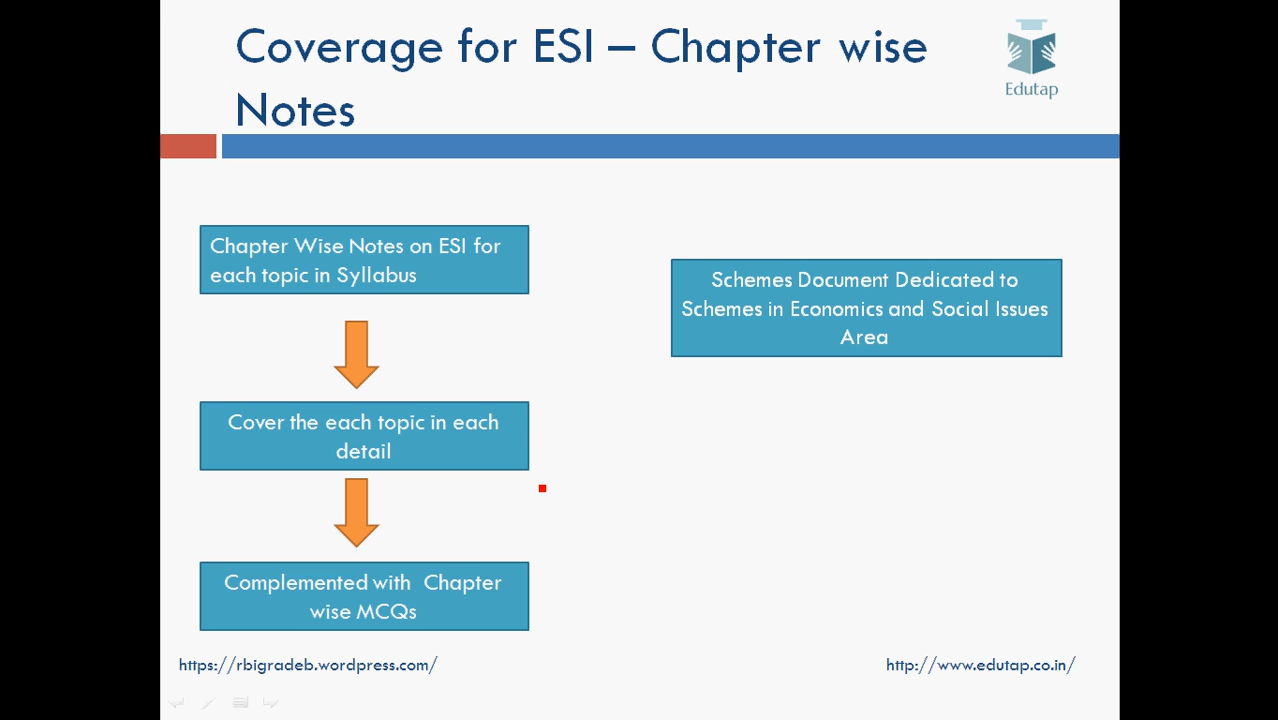 Coverage for ESI – Chapter wise
Notes
Edutap
Chapter Wise Notes on ESI for
each topic in Syllabus
Schemes Document Dedicated to
Schemes in Economics and Social Issues
Area
Cover the each topic in each
detail
Complemented with  Chapter
wise MCQs
https://rbigradeb.wordpress.com/
http://www.edutap.co.in/